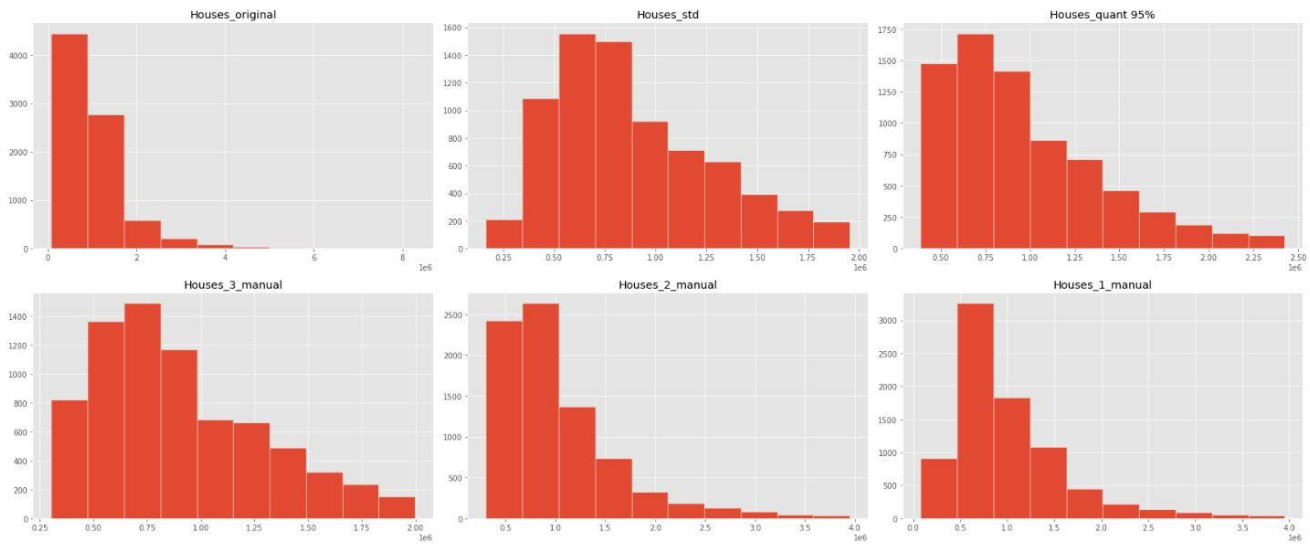 Houses_original
4000
3000
2000
1000
0
0 2 4 6 8
1e6
Houses_std
1600
1400
1200
1000
800
600
400
200
0
0.25 0.50 0.75 1.00 1.25 1.50 1.75 2.00
1e6
Houses_quant 95%
1750
1500
1250
1000
750
500
250
0
0.50 0.75 1.00 1.25 1.50 1.75 2.00 2.25 2.50
1e6
Houses_3_manual
1400
1200
1000
800
600
400
200
0
0.25 0.50 0.75 1.00 1.25 1.50 1.75 2.00
1e6
Houses_2_manual
2500
2000
1500
1000
500
0
0.5 1.0 1.5 2.0 2.5 3.0 3.5 4.0
1e6
Houses_1_manual
3000
2500
2000
1500
1000
500
0
0.0 0.5 1.0 1.5 2.0 2.5 3.0 3.5 4.0
1e6